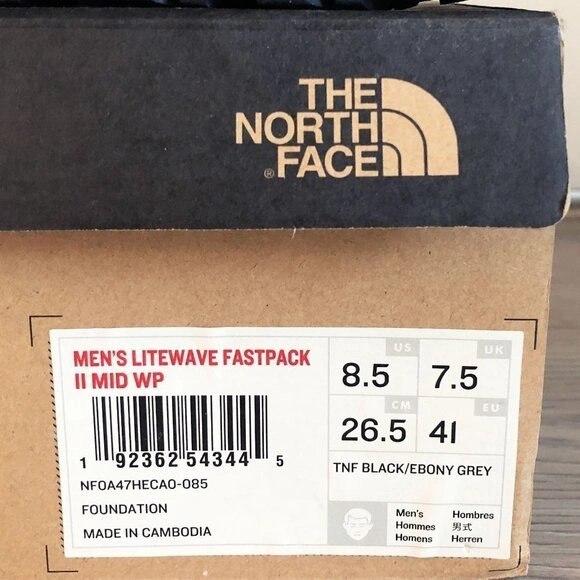 THE
NORTH
FACE
®
MEN'S LITEWAVE FASTPACK
II MID WP
1 92362 54344 5
NF0A47HECA0-085
FOUNDATION
MADE IN CAMBODIA
US UK
8.5 7.5
CM EU
26.5 41
TNF BLACK/EBONY GREY
Men's Hombres
Hommes 男式
Homens Herren